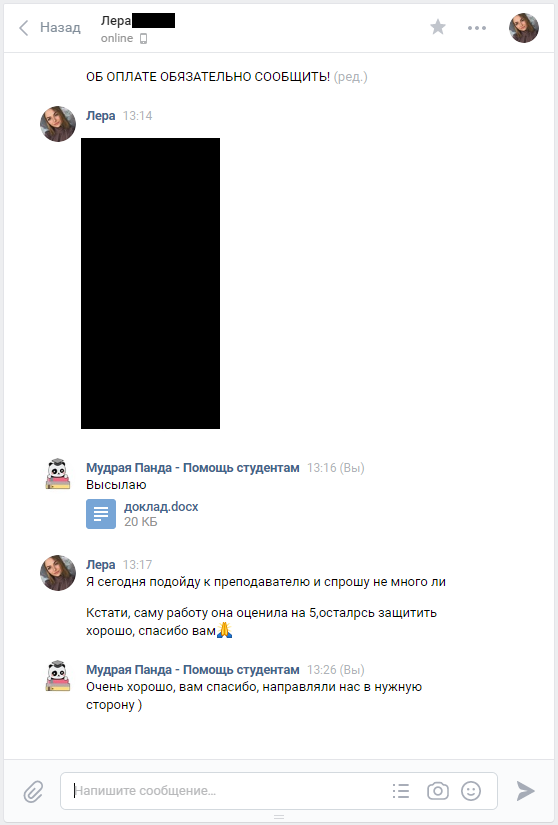 Назад
Лера
online
ОБ ОПЛАТЕ ОБЯЗАТЕЛЬНО СООБЩИТЬ! (ред.)
Лера 13:14
Мудрая Панда - Помощь студентам 13:16 (Вы)
Высылаю
доклад.docx
20 КБ
Лера 13:17
Я сегодня подойду к преподавателю и спрошу не много ли
Кстати, саму работу она оценила на 5,осталрсь защитить
хорошо, спасибо вам🙏
Мудрая Панда - Помощь студентам 13:26 (Вы)
Очень хорошо, вам спасибо, направляли нас в нужную
сторону )
Напишите сообщение...